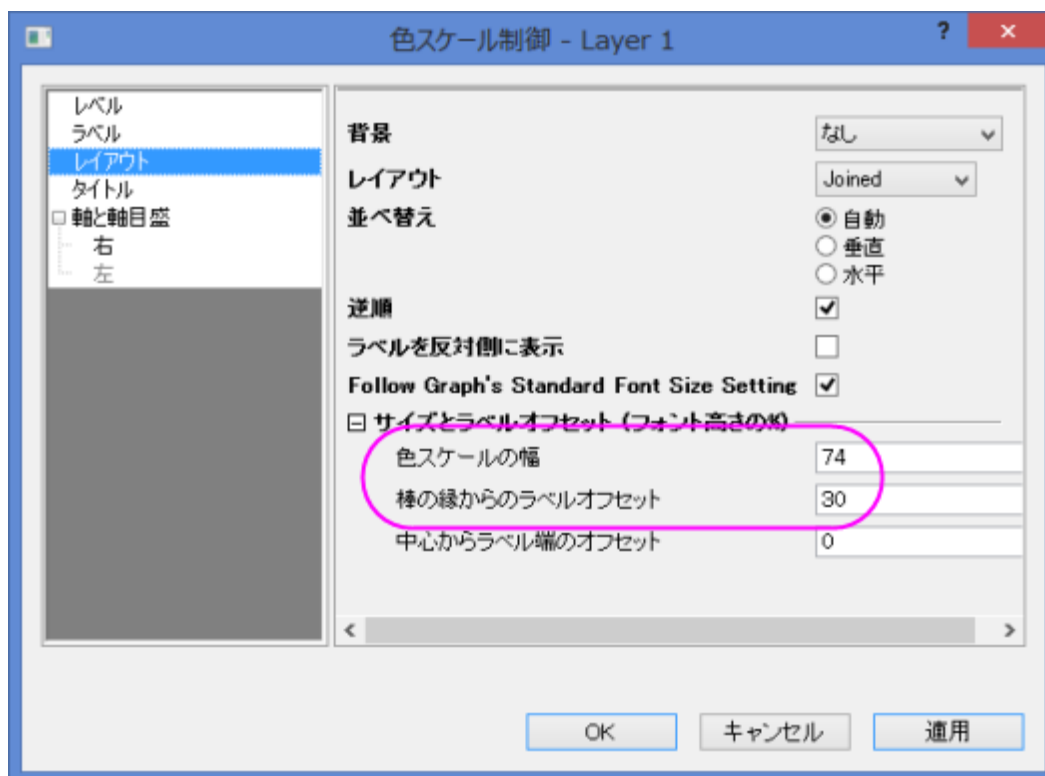 色スケール制御 - Layer 1
?
×
レベル
ラベル
レイアウト
タイトル
軸と軸目盛
右
左
背景
なし
レイアウト
Joined
並べ替え
自動
垂直
水平
逆順
ラベルを反対側に表示
Follow Graph's Standard Font Size Setting
サイズとラベルオフセット (フォント高さの%)
色スケールの幅
74
棒の縁からのラベルオフセット
30
中心からラベル端のオフセット
0
OK
キャンセル
適用